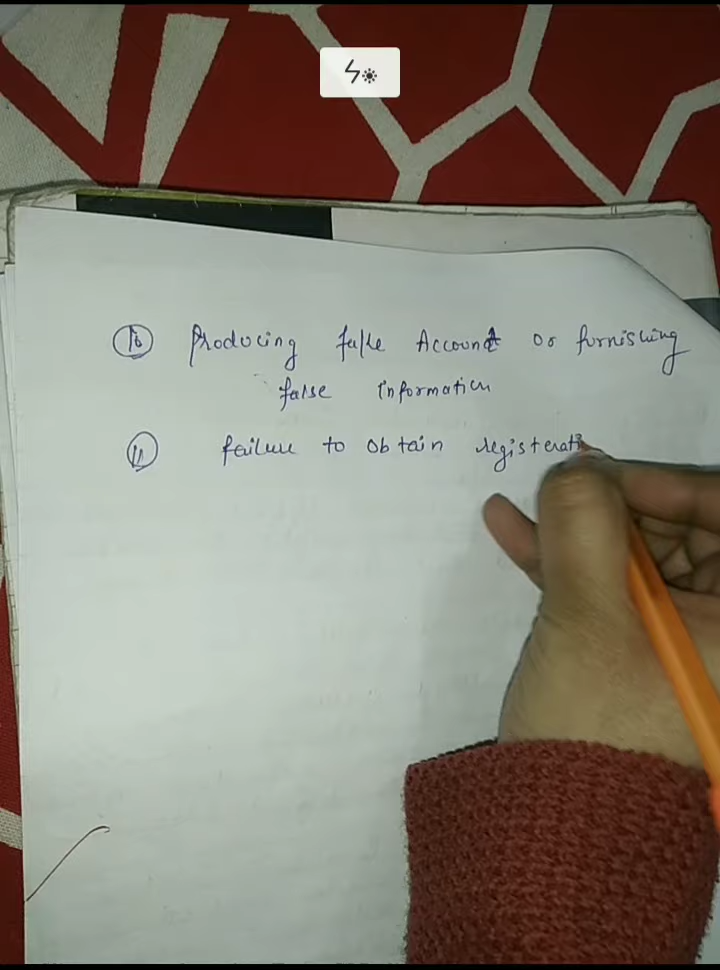 10 Producing false Account or furnishing
false information
11 failure to obtain registerati